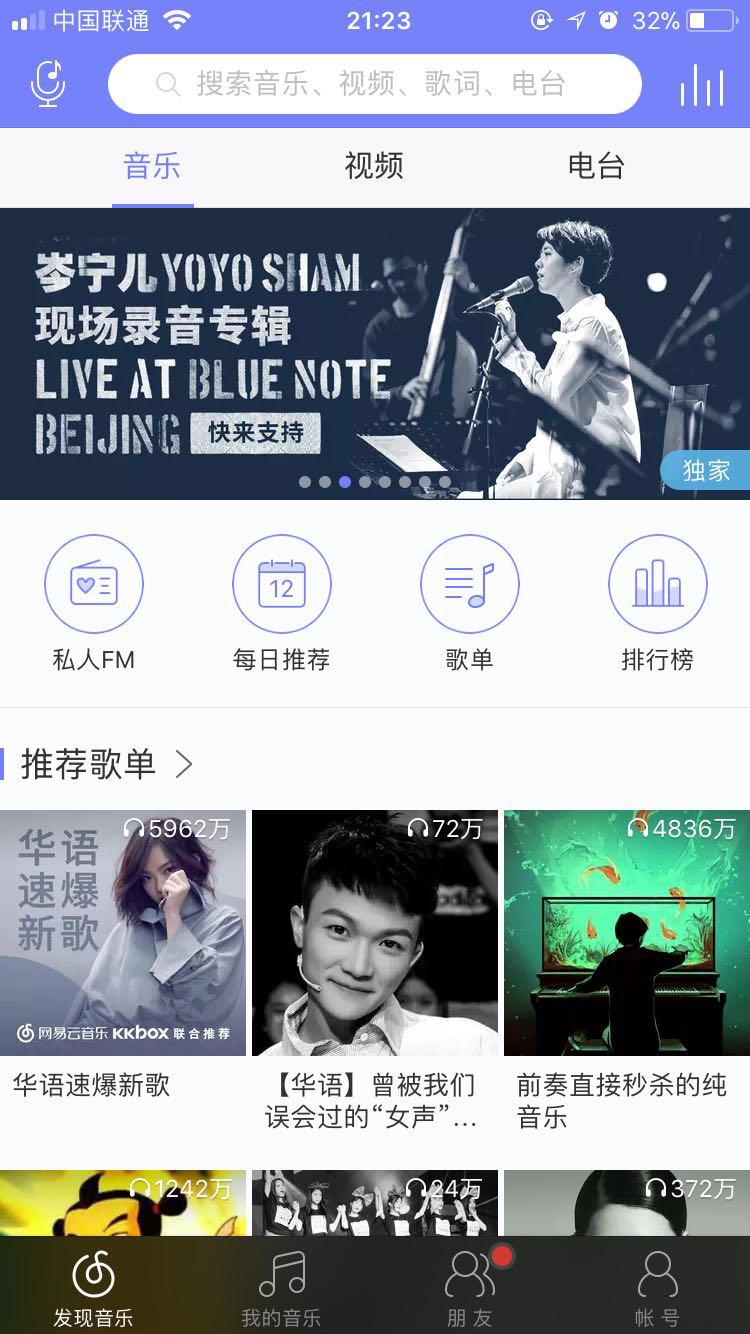 中国联通
21:23
32%
搜索音乐、视频、歌词、电台
音乐
视频
电台
岑宁儿YOYO SHAM
现场录音专辑
LIVE AT BLUE NOTE
BEIJING 快来支持
独家
12
私人FM
每日推荐
歌单
排行榜
推荐歌单
5962万
72万
4836万
华语
速爆
新歌
网易云音乐 KKBOX 联合推荐
华语速爆新歌
【华语】曾被我们
误会过的“女声”...
前奏直接秒杀的纯
音乐
1242万
24万
372万
发现音乐
我的音乐
朋友
帐号